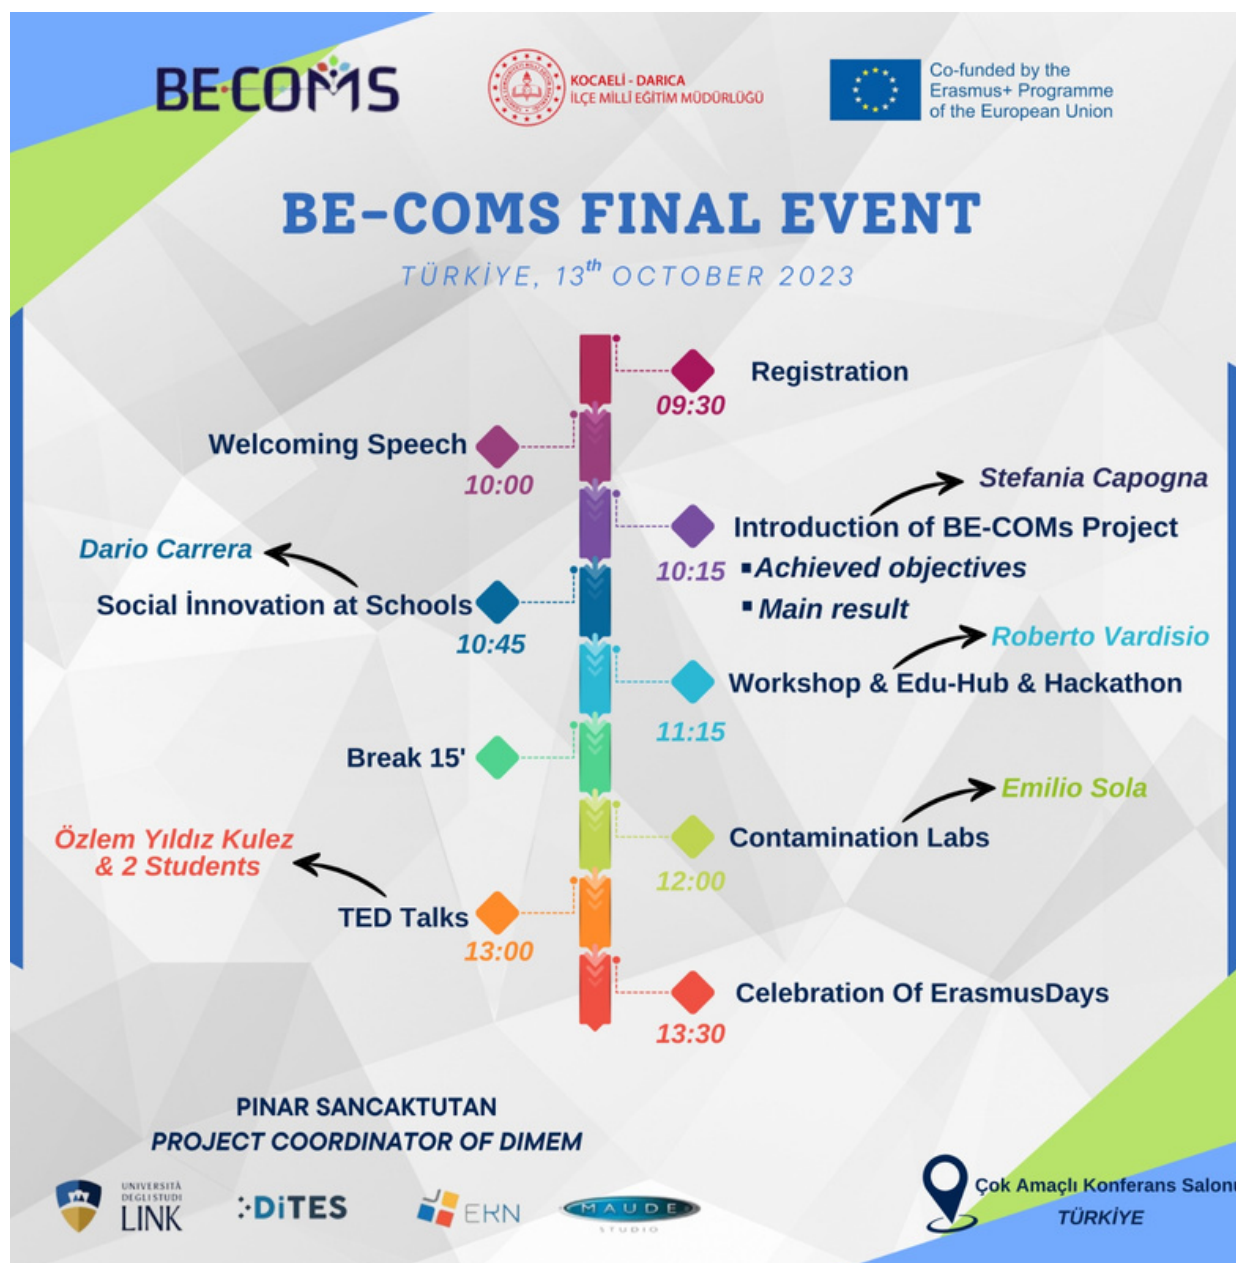 BE-COMS
KOCAELİ - DARICA
İLÇE MİLLÎ EĞİTİM MÜDÜRLÜĞÜ
Co-funded by the
Erasmus+ Programme
of the European Union
BE-COMS FINAL EVENT
TÜRKİYE, 13th OCTOBER 2023
Registration
09:30
Welcoming Speech
10:00
Stefania Capogna
Introduction of BE-COMs Project
10:15
▪Achieved objectives
▪Main result
Dario Carrera
Social İnnovation at Schools
10:45
Roberto Vardisio
Workshop & Edu-Hub & Hackathon
11:15
Break 15'
Emilio Sola
Contamination Labs
12:00
Özlem Yıldız Kulez
& 2 Students
TED Talks
13:00
Celebration Of ErasmusDays
13:30
PINAR SANCAKTUTAN
PROJECT COORDINATOR OF DIMEM
UNIVERSITÀ
DEGLI STUDI
LINK
:DiTES
EKN
MAUDE
STUDIO
Çok Amaçlı Konferans Salonu
TÜRKİYE